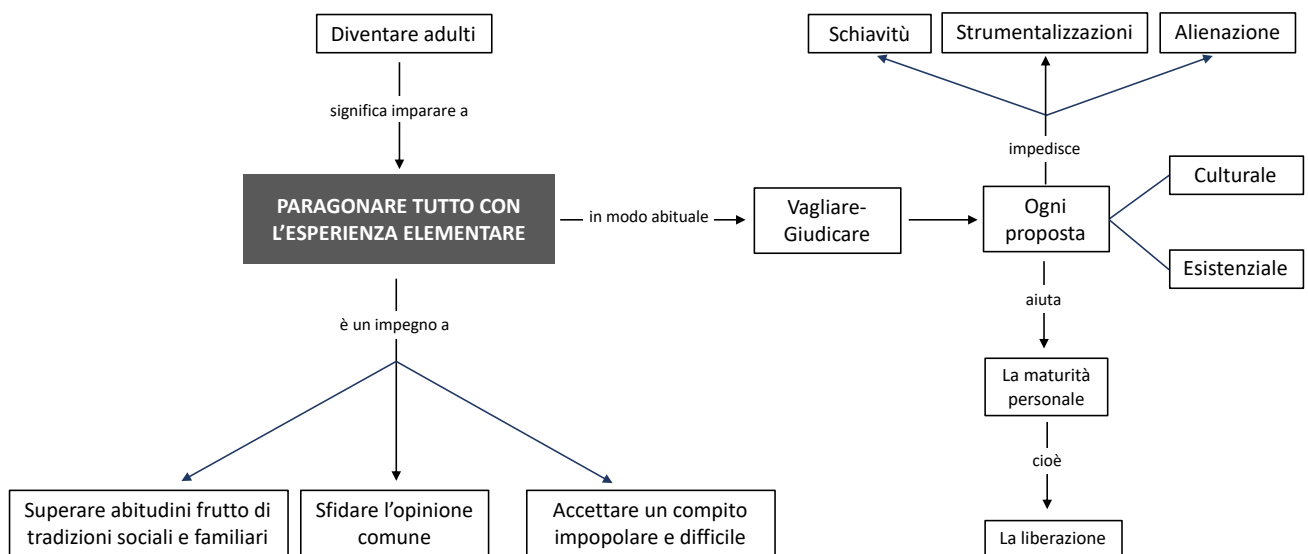 Diventare adulti
Schiavitù
Strumentalizzazioni
Alienazione
significa imparare a
impedisce
PARAGONARE TUTTO CON
L’ESPERIENZA ELEMENTARE
in modo abituale
Vagliare-
Giudicare
Ogni
proposta
Culturale
Esistenziale
è un impegno a
aiuta
La maturità
personale
cioè
Superare abitudini frutto di
tradizioni sociali e familiari
Sfidare l’opinione
comune
Accettare un compito
impopolare e difficile
La liberazione